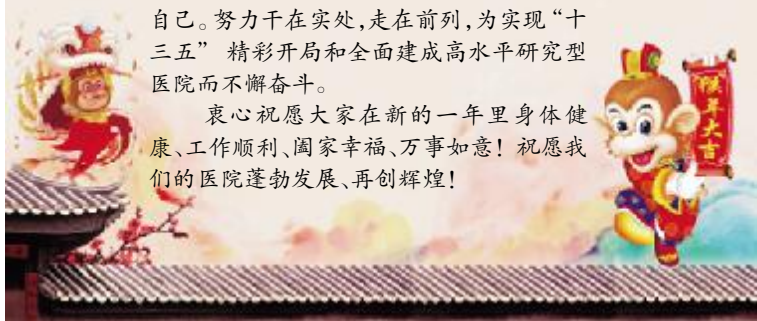 自己。努力干在实处,走在前列,为实现“十
三五” 精彩开局和全面建成高水平研究型
医院而不懈奋斗。
衷心祝愿大家在新的一年里身体健
康、工作顺利、阖家幸福、万事如意! 祝愿我
们的医院蓬勃发展、再创辉煌!
猴年大吉